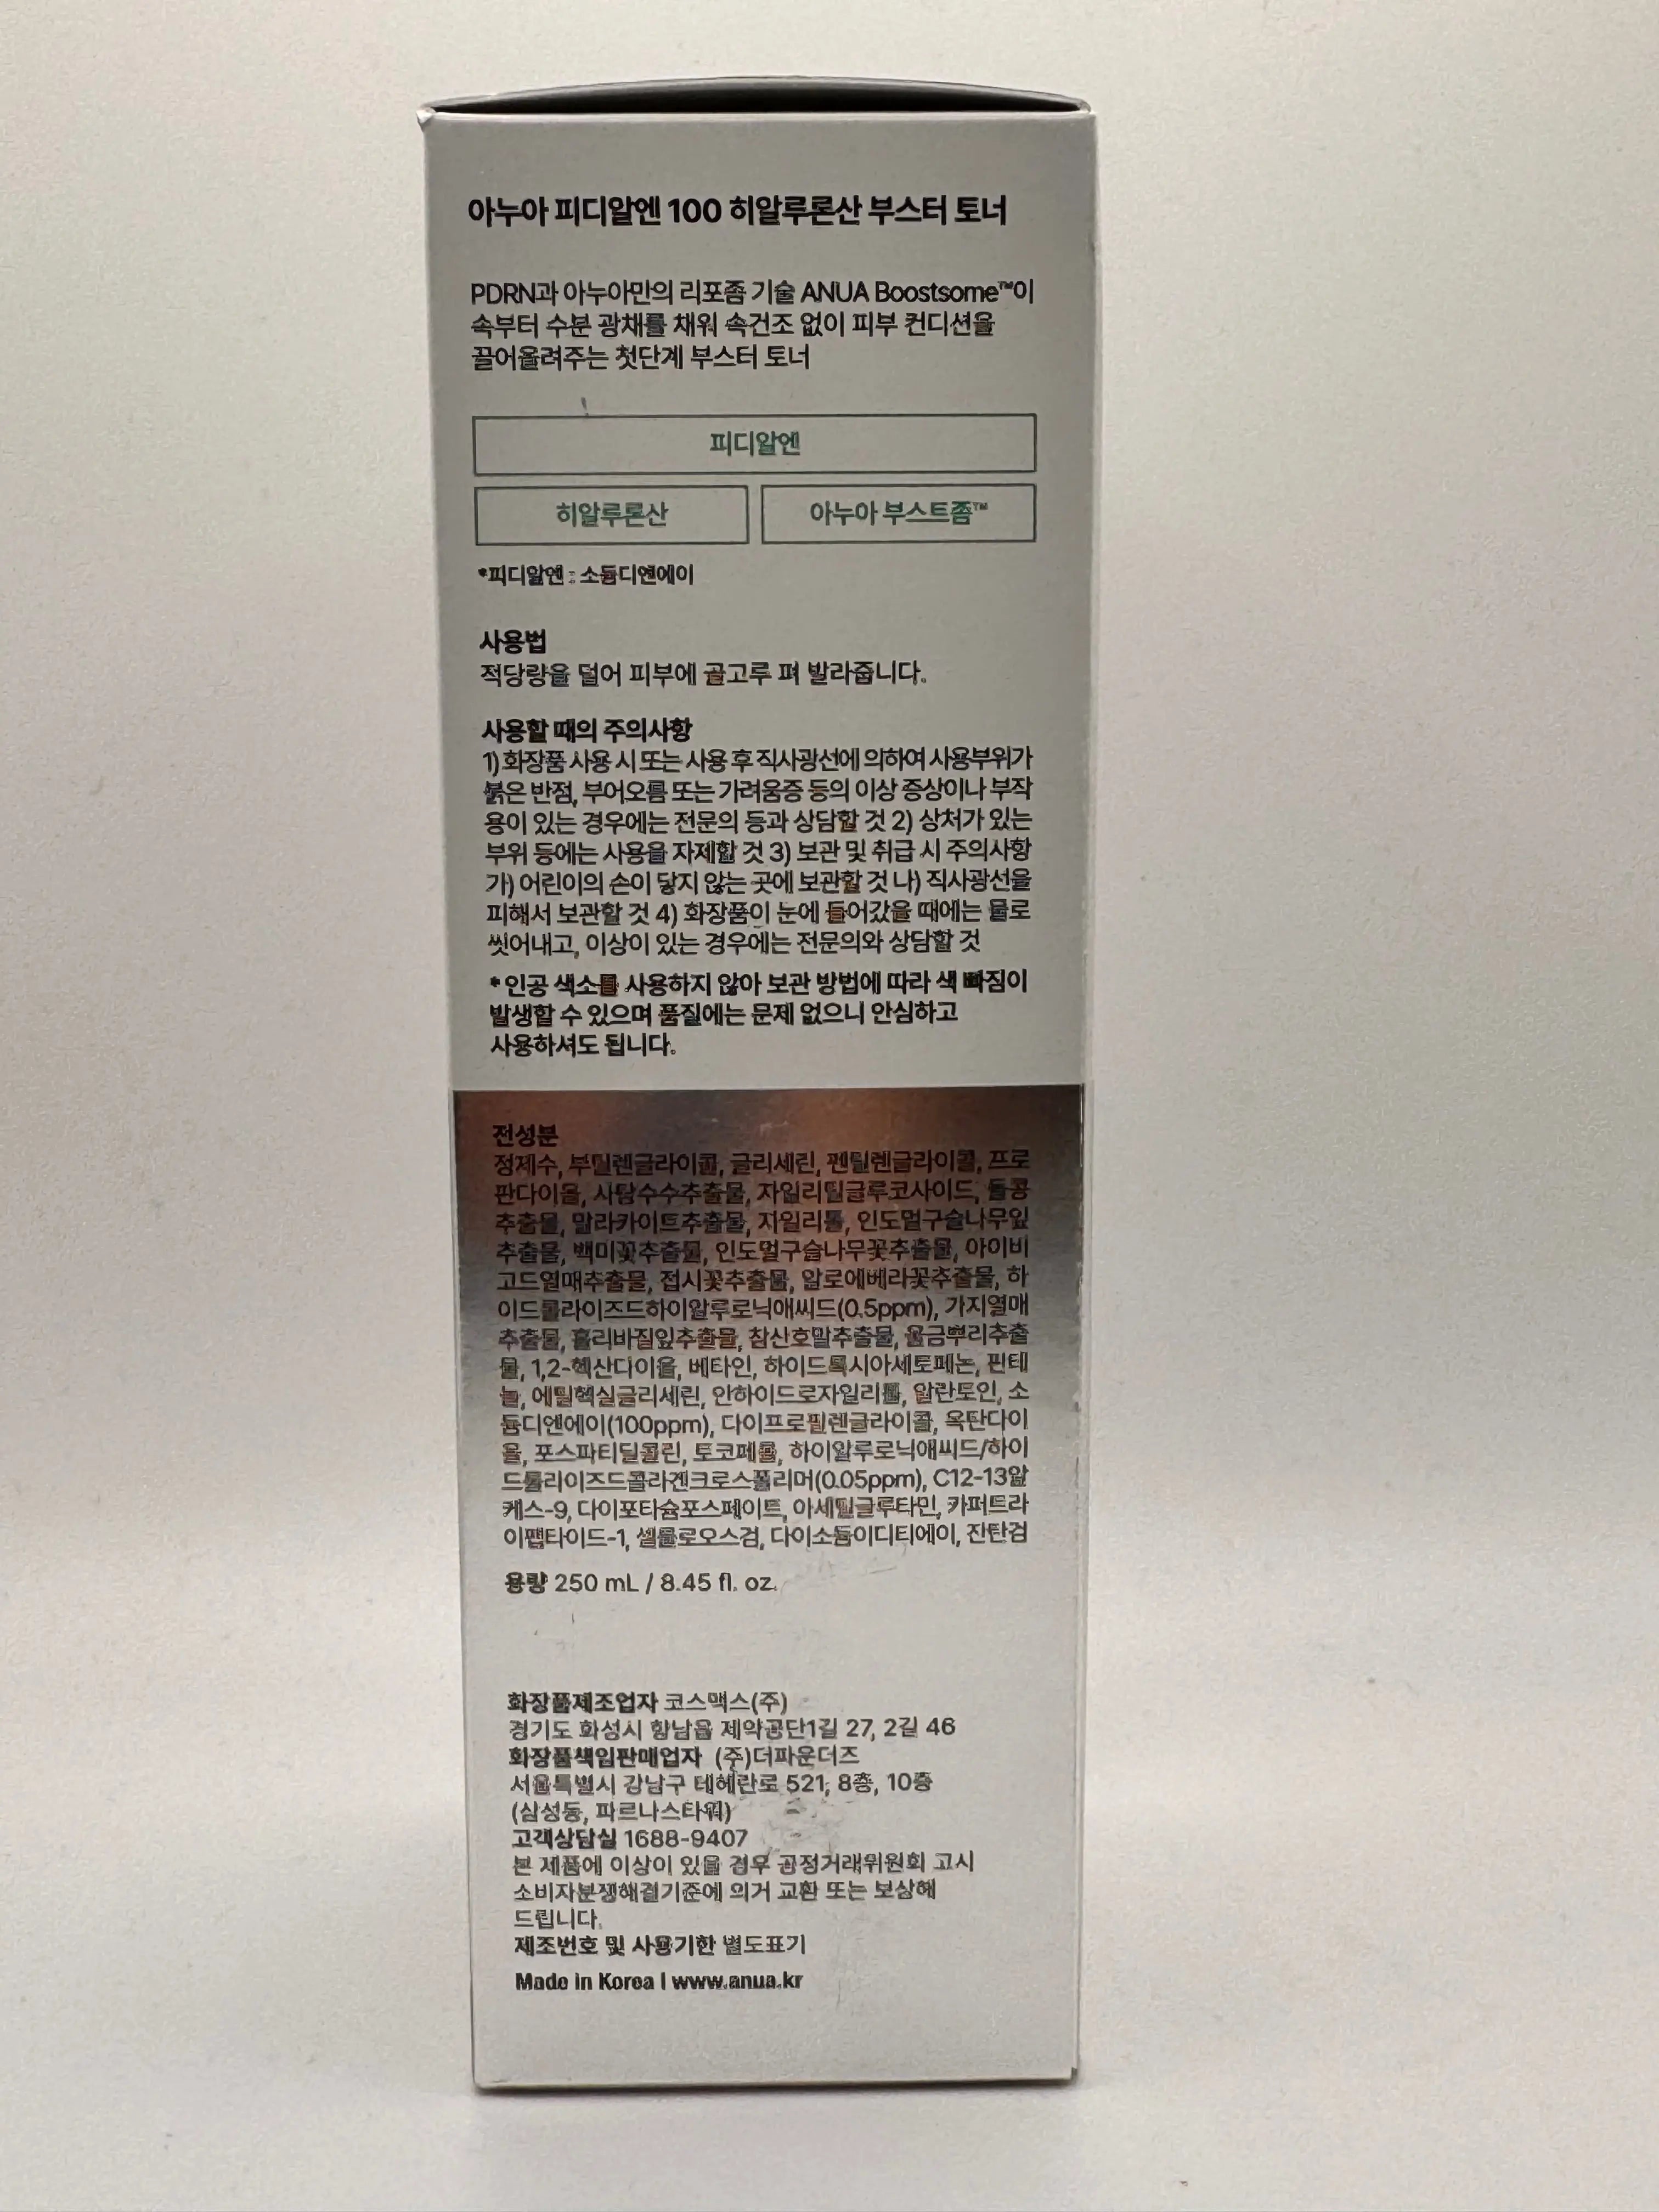 아누아 피디알엔 100 히알루론산 부스터 토너
PDRN과 아누아만의 리포좀 기술 ANUA Boostsome™이
속부터 수분 광채를 채워 속건조 없이 피부 컨디션을
끌어올려주는 첫단계 부스터 토너
피디알엔
히알루론산
아누아 부스트좀™
*피디알엔 : 소듐디엔에이
사용법
적당량을 덜어 피부에 골고루 펴 발라줍니다.
사용할 때의 주의사항
1) 화장품 사용 시 또는 사용 후 직사광선에 의하여 사용부위가
붉은 반점, 부어오름 또는 가려움증 등의 이상 증상이나 부작
용이 있는 경우에는 전문의 등과 상담할 것 2) 상처가 있는
부위 등에는 사용을 자제할 것 3) 보관 및 취급 시 주의사항
가) 어린이의 손이 닿지 않는 곳에 보관할 것 나) 직사광선을
피해서 보관할 것 4) 화장품이 눈에 들어갔을 때에는 물로
씻어내고, 이상이 있는 경우에는 전문의와 상담할 것
* 인공 색소를 사용하지 않아 보관 방법에 따라 색 빠짐이
발생할 수 있으며 품질에는 문제 없으니 안심하고
사용하셔도 됩니다.
전성분
정제수, 부틸렌글라이콜, 글리세린, 펜틸렌글라이콜, 프로
판다이올, 사탕수수추출물, 자일리틸글루코사이드, 돌콩
추출물, 말라카이트추출물, 자일리톨, 인도멀구슬나무잎
추출물, 백미꽃추출물, 인도멀구슬나무꽃추출물, 아이비
고드열매추출물, 접시꽃추출물, 알로에베라꽃추출물, 하
이드롤라이즈드하이알루로닉애씨드(0.5ppm), 가지열매
추출물, 홀리바질잎추출물, 참산호말추출물, 울금뿌리추출
물, 1,2-헥산다이올, 베타인, 하이드록시아세토페논, 판테
놀, 에틸헥실글리세린, 안하이드로자일리톨, 알란토인, 소
듐디엔에이(100ppm), 다이프로필렌글라이콜, 옥탄다이
올, 포스파티딜콜린, 토코페롤, 하이알루로닉애씨드/하이
드롤라이즈드콜라겐크로스폴리머(0.05ppm), C12-13알
케스-9, 다이포타슘포스페이트, 아세틸글루타민, 카퍼트라
이펩타이드-1, 셀룰로오스검, 다이소듐이디티에이, 잔탄검
용량 250 mL / 8.45 fl. oz.
화장품제조업자 코스맥스(주)
경기도 화성시 향남읍 제약공단1길 27, 2길 46
화장품책임판매업자 (주)더파운더즈
서울특별시 강남구 테헤란로 521, 8층, 10층
(삼성동, 파르나스타워)
고객상담실 1688-9407
본 제품에 이상이 있을 경우 공정거래위원회 고시
소비자분쟁해결기준에 의거 교환 또는 보상해
드립니다.
제조번호 및 사용기한 별도표기
Made in Korea | www.anua.kr